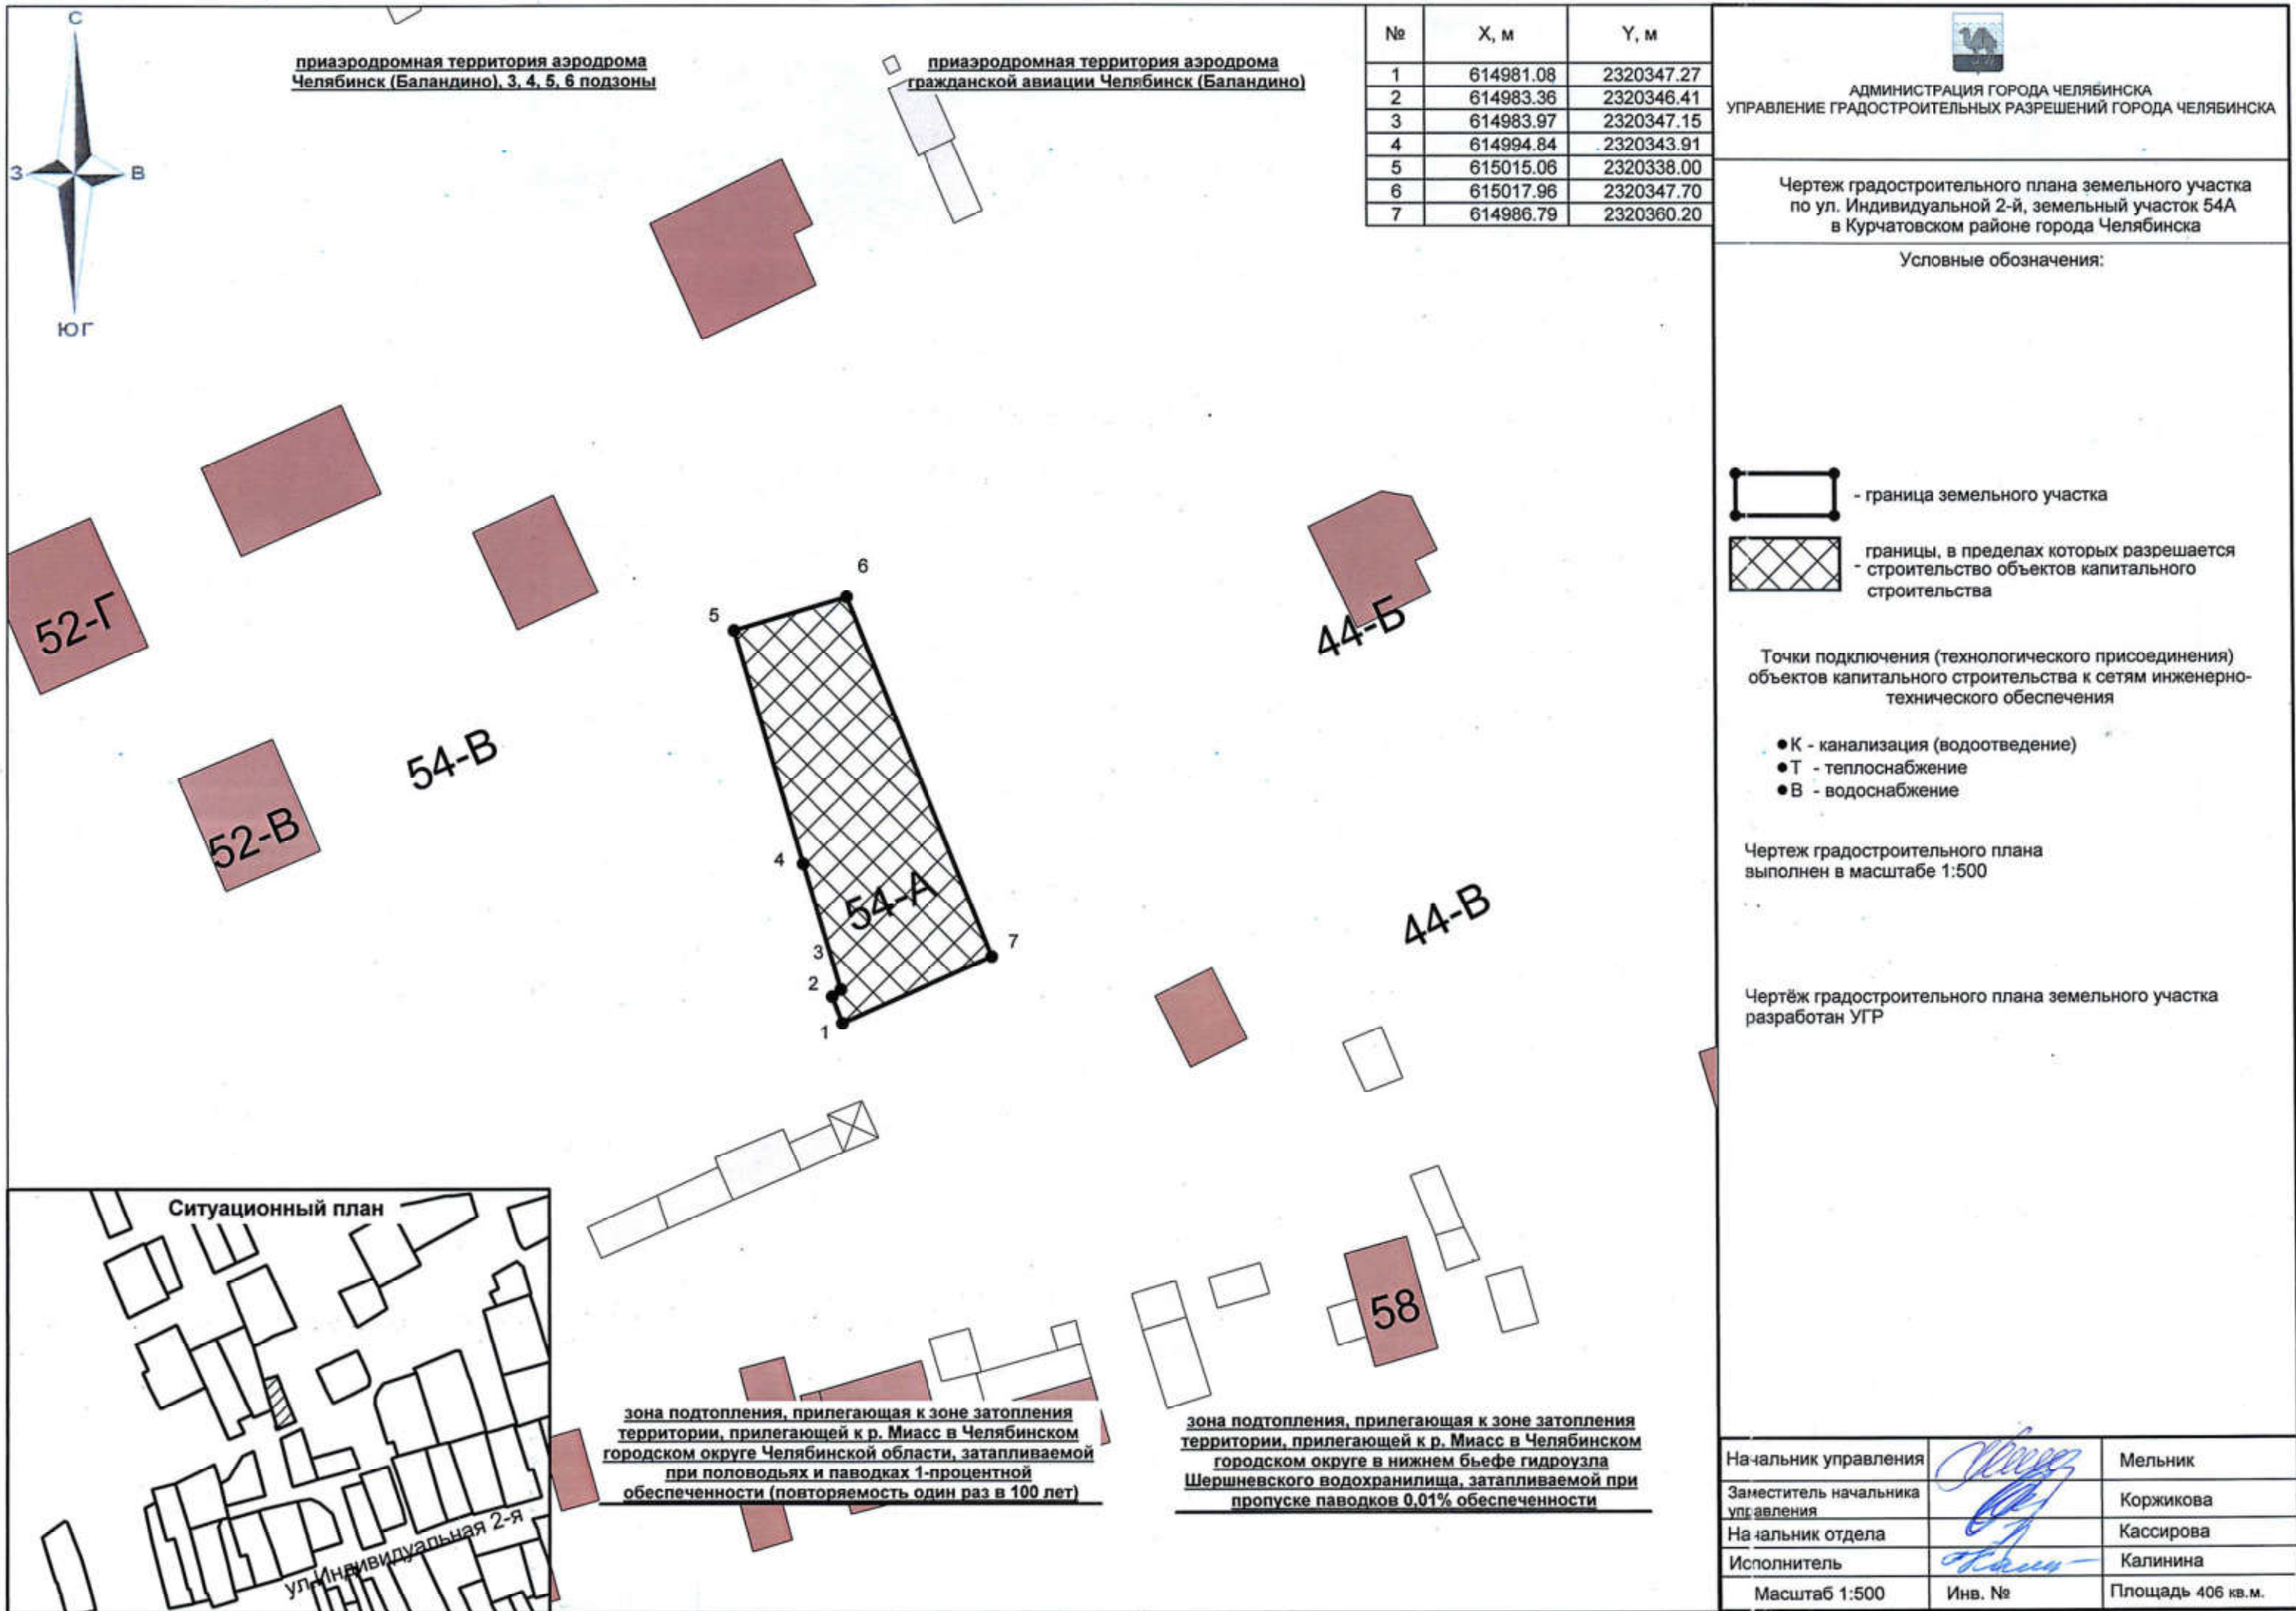 С
З
В
ЮГ
приаэродромная территория аэродрома
Челябинск (Баландино), 3, 4, 5, 6 подзоны
приаэродромная территория аэродрома
гражданской авиации Челябинск (Баландино)
№ X, м Y, м
1 614981.08 2320347.27
2 614983.36 2320346.41
3 614983.97 2320347.15
4 614994.84 2320343.91
5 615015.06 2320338.00
6 615017.96 2320347.70
7 614986.79 2320360.20
АДМИНИСТРАЦИЯ ГОРОДА ЧЕЛЯБИНСКА
УПРАВЛЕНИЕ ГРАДОСТРОИТЕЛЬНЫХ РАЗРЕШЕНИЙ ГОРОДА ЧЕЛЯБИНСКА
Чертеж градостроительного плана земельного участка
по ул. Индивидуальной 2-й, земельный участок 54А
в Курчатовском районе города Челябинска
Условные обозначения:
- граница земельного участка
границы, в пределах которых разрешается
- строительство объектов капитального
строительства
Точки подключения (технологического присоединения)
объектов капитального строительства к сетям инженерно-
технического обеспечения
●К - канализация (водоотведение)
●Т - теплоснабжение
●В - водоснабжение
Чертеж градостроительного плана
выполнен в масштабе 1:500
Чертёж градостроительного плана земельного участка
разработан УГР
52-Г
52-В
54-В
5
6
4
54-А
3
2
1
7
44-Б
44-В
58
Ситуационный план
ул.Индивидуальная 2-я
зона подтопления, прилегающая к зоне затопления
территории, прилегающей к р. Миасс в Челябинском
городском округе Челябинской области, затапливаемой
при половодьях и паводках 1-процентной
обеспеченности (повторяемость один раз в 100 лет)
зона подтопления, прилегающая к зоне затопления
территории, прилегающей к р. Миасс в Челябинском
городском округе в нижнем бьефе гидроузла
Шершневского водохранилища, затапливаемой при
пропуске паводков 0,01% обеспеченности
Начальник управления Мельник
Заместитель начальника
управления Коржикова
Начальник отдела Кассирова
Исполнитель Калинина
Масштаб 1:500 Инв. № Площадь 406 кв.м.